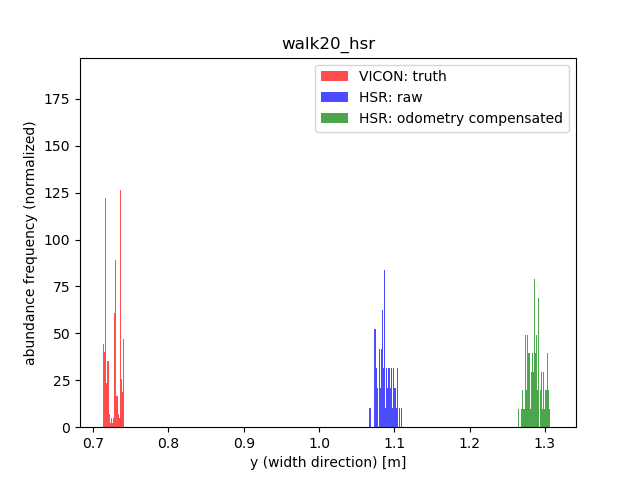 walk20_hsr
VICON: truth
HSR: raw
HSR: odometry compensated
abundance frequency (normalized)
175
150
125
100
75
50
25
0
0.7 0.8 0.9 1.0 1.1 1.2 1.3
y (width direction) [m]